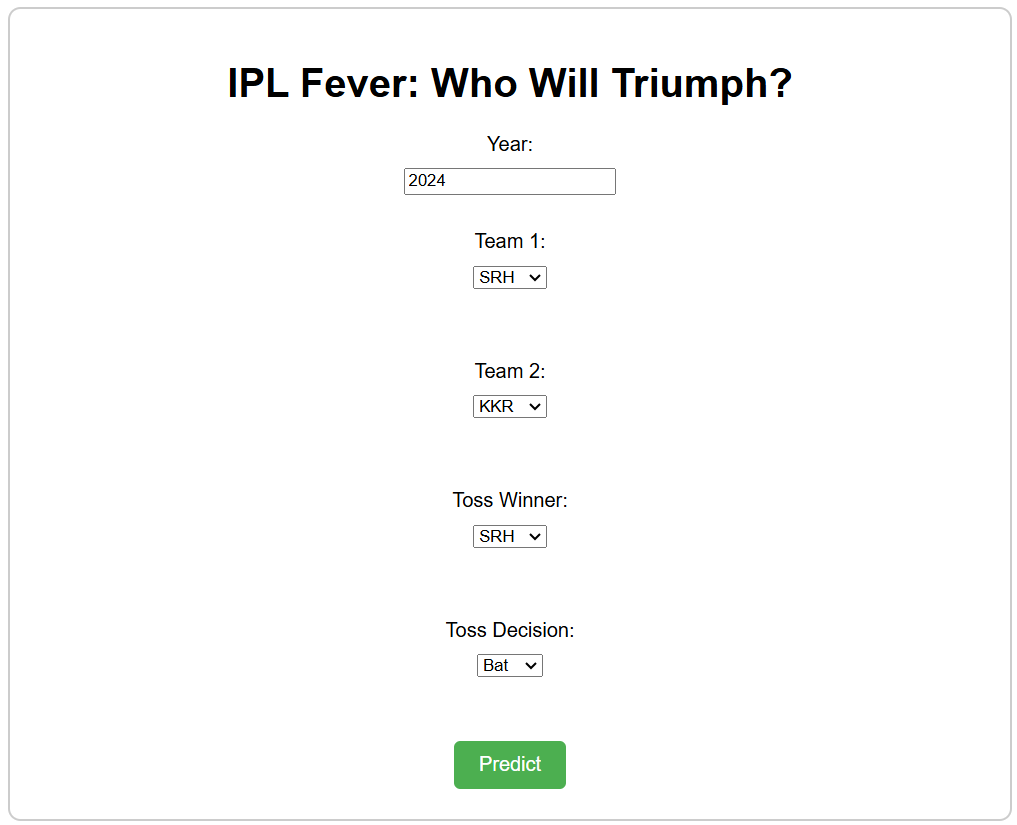 IPL Fever: Who Will Triumph?
Year:
2024
Team 1:
SRH
Team 2:
KKR
Toss Winner:
SRH
Toss Decision:
Bat
Predict